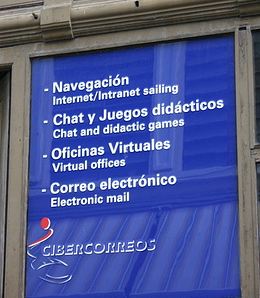 - Navegación
Internet/Intranet sailing
- Chat y Juegos didácticos
Chat and didactic games
- Oficinas Virtuales
Virtual offices
- Correo electrónico
Electronic mail
CIBERCORREOS